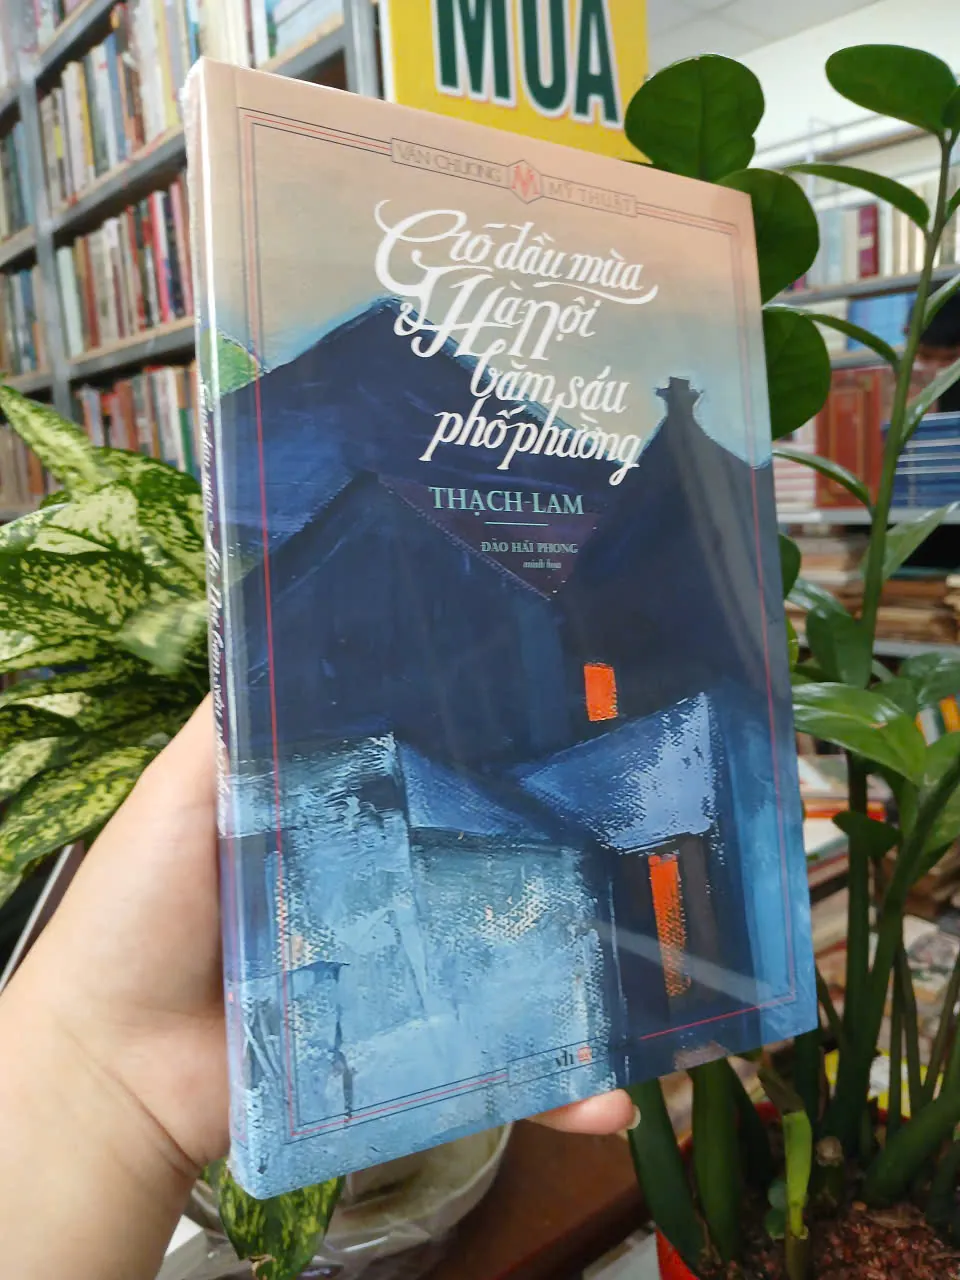 MUA
VĂN CHƯƠNG MỸ THUẬT
Gió đầu mùa
& Hà-Nội
băm sáu
phố phường
THẠCH-LAM
ĐÀO HẢI PHONG
minh họa